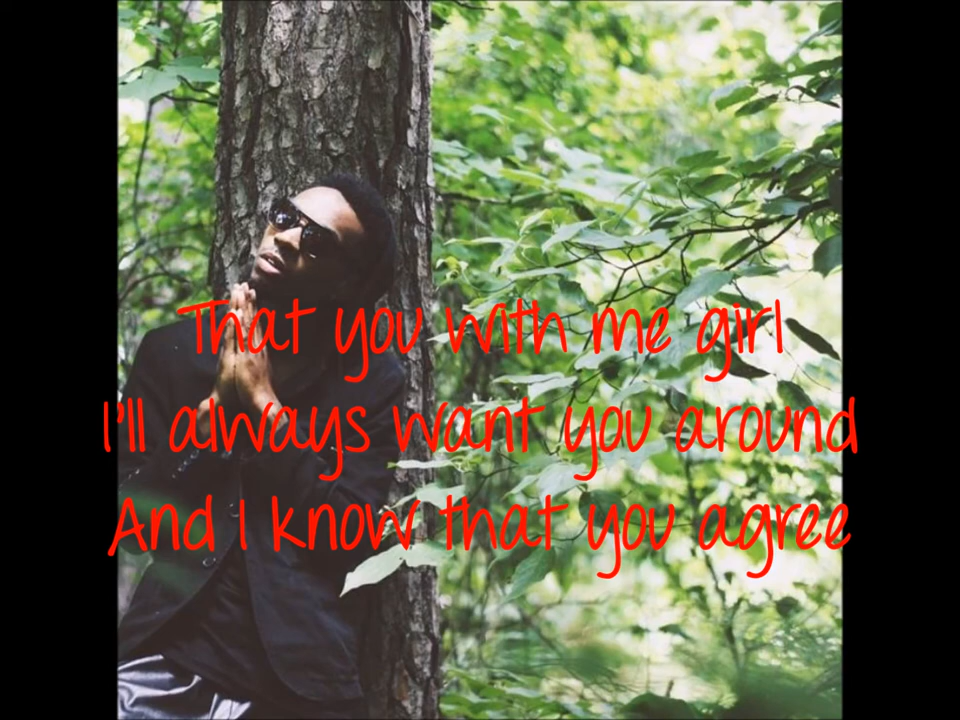 That you with me girl
I'll always want you around
And I know that you agree